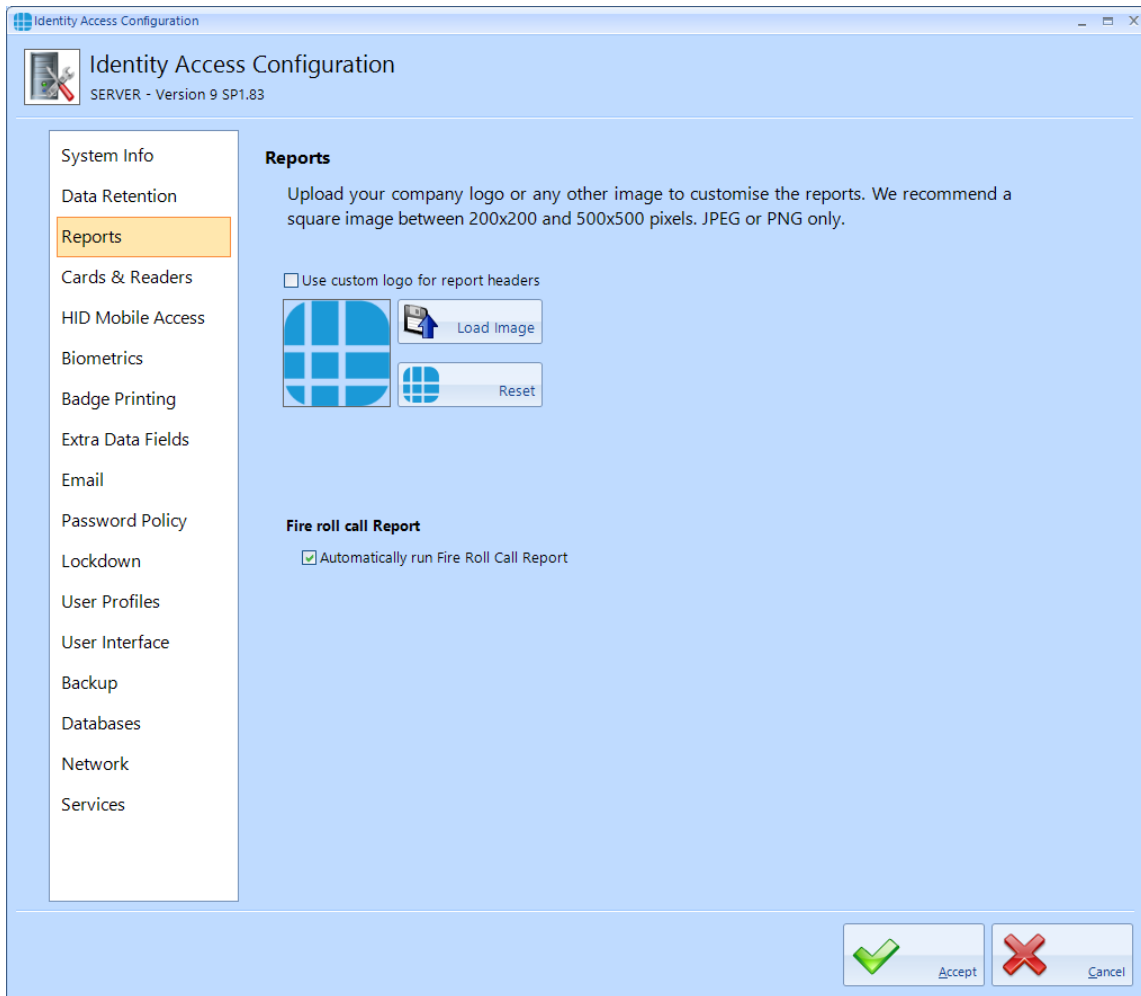 Identity Access Configuration
Identity Access Configuration
SERVER - Version 9 SP1.83
System Info
Data Retention
Reports
Cards & Readers
HID Mobile Access
Biometrics
Badge Printing
Extra Data Fields
Email
Password Policy
Lockdown
User Profiles
User Interface
Backup
Databases
Network
Services
Reports
Upload your company logo or any other image to customise the reports. We recommend a
square image between 200x200 and 500x500 pixels. JPEG or PNG only.
Use custom logo for report headers
Load Image
Reset
Fire roll call Report
Automatically run Fire Roll Call Report
Accept
Cancel